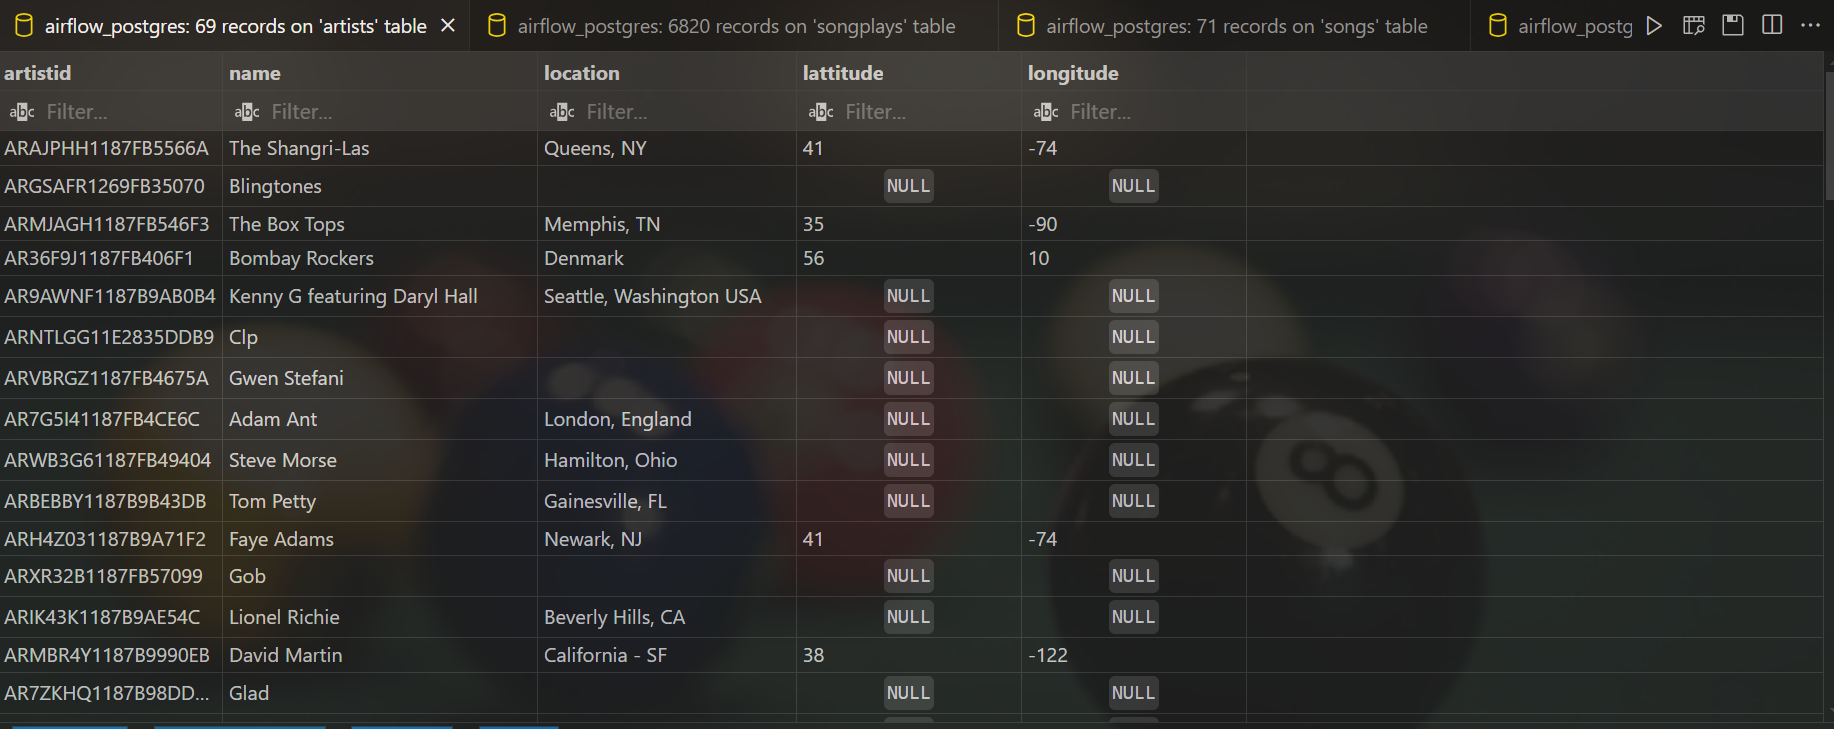 airflow_postgres: 69 records on 'artists' table airflow_postgres: 6820 records on 'songplays' table airflow_postgres: 71 records on 'songs' table airflow_postg
artistid name location lattitude longitude
abc Filter... abc Filter... abc Filter... abc Filter... abc Filter...
ARAJPHH1187FB5566A The Shangri-Las Queens, NY 41 -74
ARGSAFR1269FB35070 Blingtones NULL NULL
ARMJAGH1187FB546F3 The Box Tops Memphis, TN 35 -90
AR36F9J1187FB406F1 Bombay Rockers Denmark 56 10
AR9AWNF1187B9AB0B4 Kenny G featuring Daryl Hall Seattle, Washington USA NULL NULL
ARNTLGG11E2835DDB9 Clp NULL NULL
ARVBRGZ1187FB4675A Gwen Stefani NULL NULL
AR7G5I41187FB4CE6C Adam Ant London, England NULL NULL
ARWB3G61187FB49404 Steve Morse Hamilton, Ohio NULL NULL
ARBEBBY1187B9B43DB Tom Petty Gainesville, FL NULL NULL
ARH4Z031187B9A71F2 Faye Adams Newark, NJ 41 -74
ARXR32B1187FB57099 Gob NULL NULL
ARIK43K1187B9AE54C Lionel Richie Beverly Hills, CA NULL NULL
ARMBR4Y1187B9990EB David Martin California - SF 38 -122
AR7ZKHQ1187B98DD... Glad NULL NULL
8